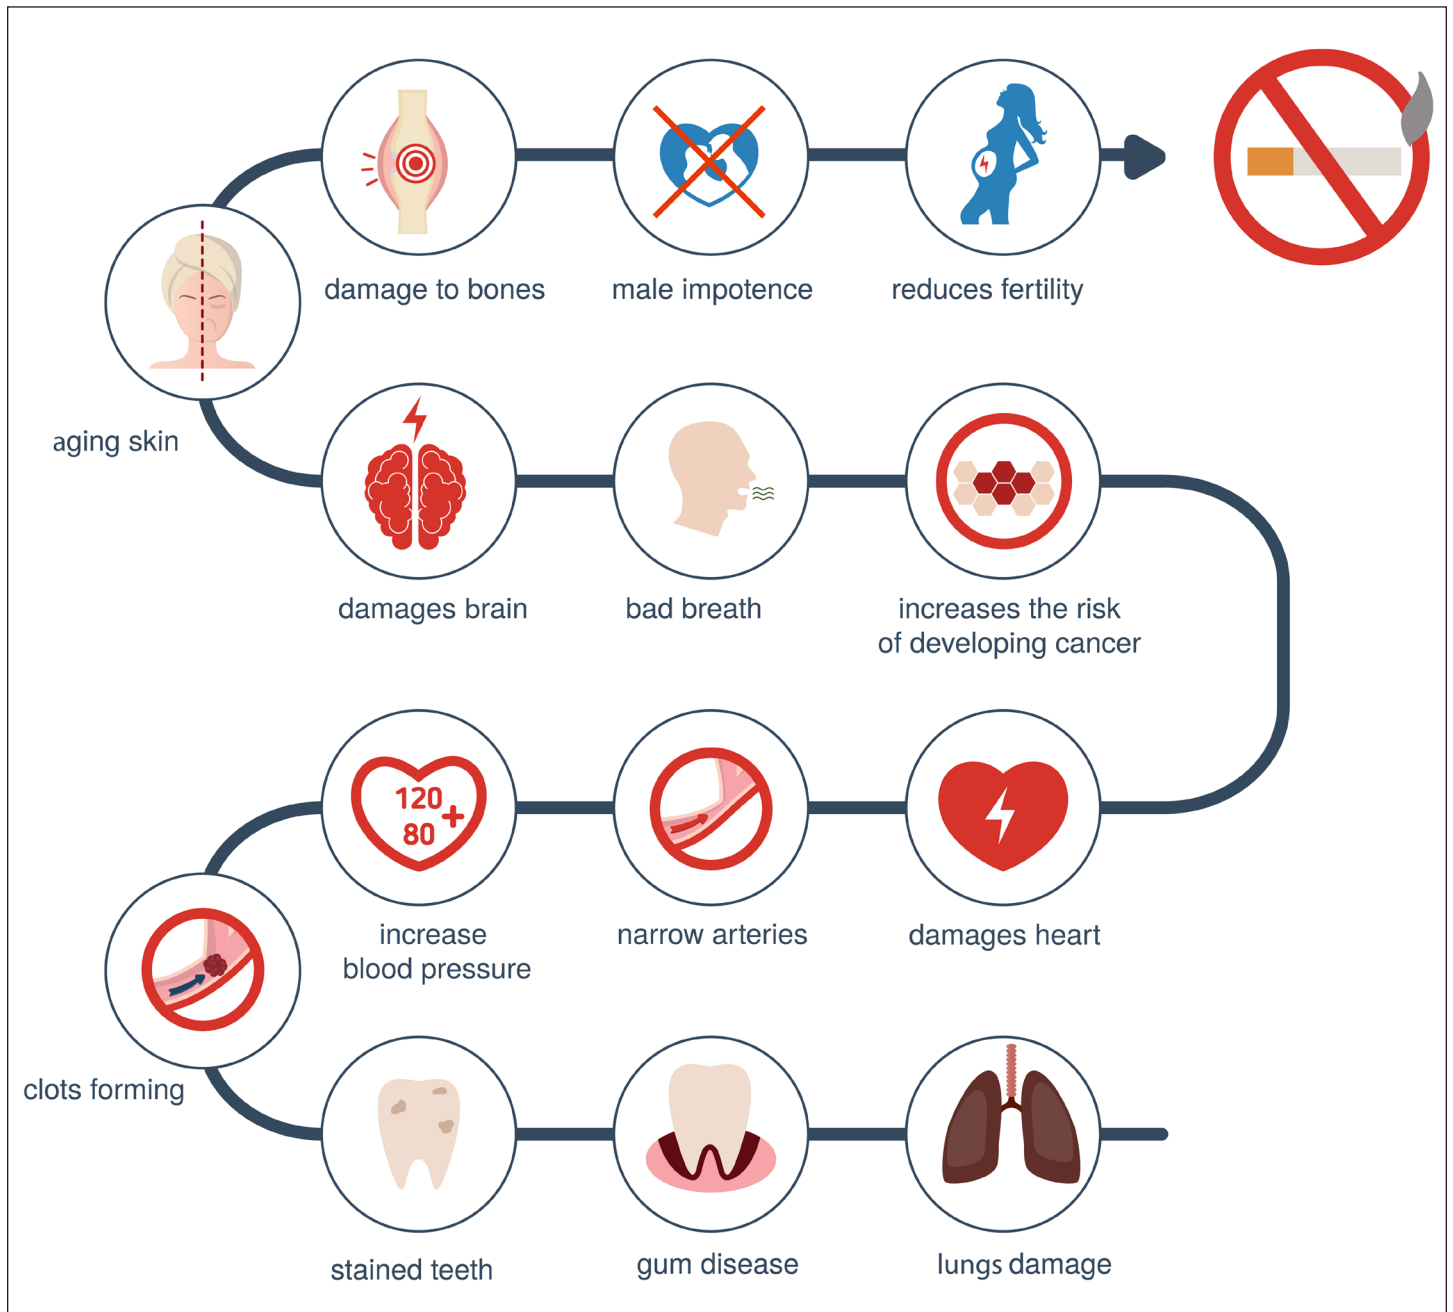 damage to bones
male impotence
reduces fertility
aging skin
damages brain
bad breath
increases the risk
of developing cancer
120
80 +
increase
blood pressure
narrow arteries
damages heart
clots forming
stained teeth
gum disease
lungs damage